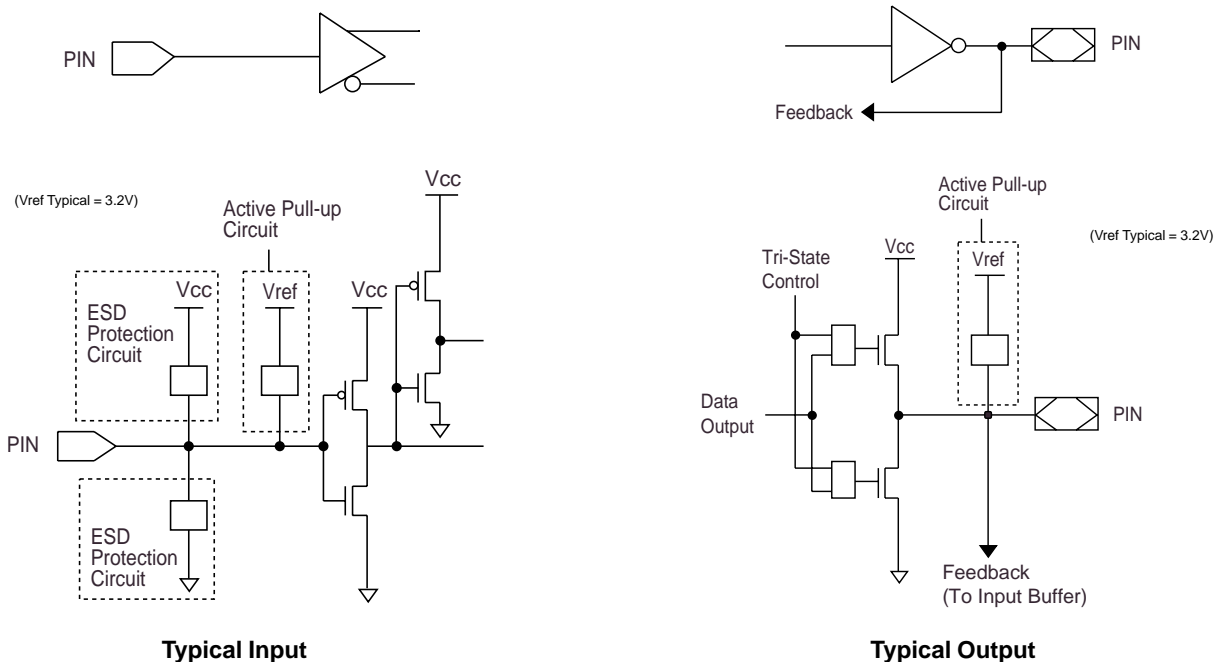 PIN
PIN
Feedback
(Vref Typical = 3.2V)
Active Pull-up
Circuit
Vcc
ESD
Protection
Circuit
Vcc
Vref
Vcc
PIN
ESD
Protection
Circuit
Typical Input
Active Pull-up
Circuit
(Vref Typical = 3.2V)
Tri-State
Control
Vcc
Vref
Data
Output
PIN
Feedback
(To Input Buffer)
Typical Output